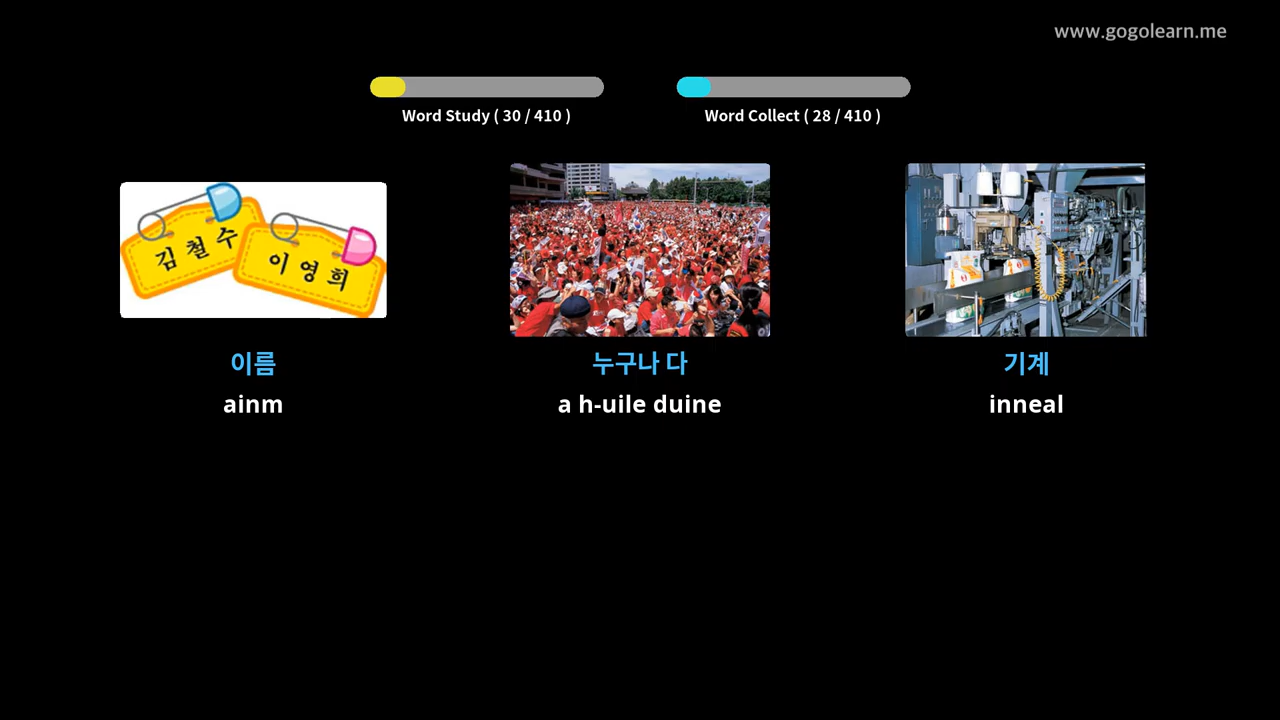 www.gogolearn.me
Word Study ( 30 / 410 )
Word Collect ( 28 / 410 )
김철수
이영희
이름
누구나 다
기계
ainm
a h-uile duine
inneal